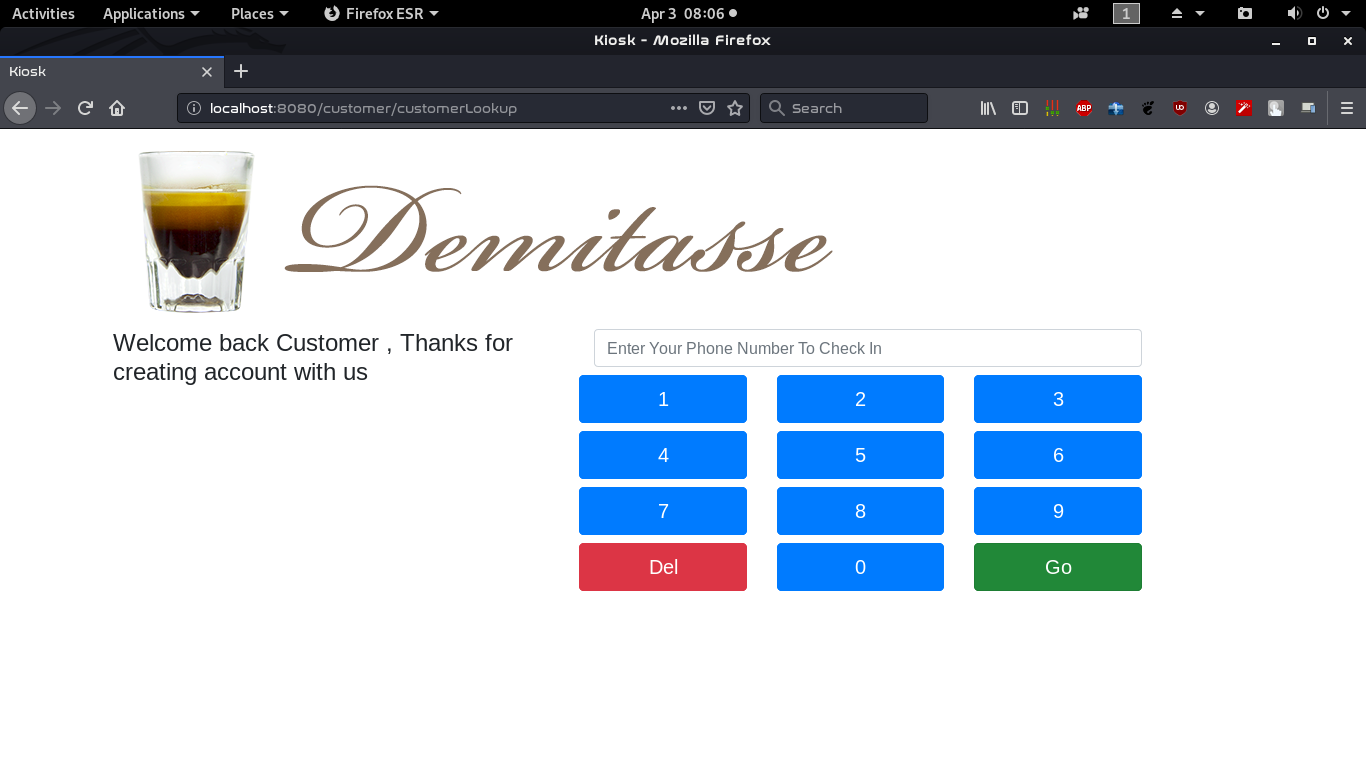 Activities Applications Places Firefox ESR Apr 3 08:06 1
Kiosk - Mozilla Firefox
Kiosk
localhost:8080/customer/customerLookup Search ABP
Demitasse
Welcome back Customer , Thanks for
creating account with us
Enter Your Phone Number To Check In
1 2 3
4 5 6
7 8 9
Del 0 Go